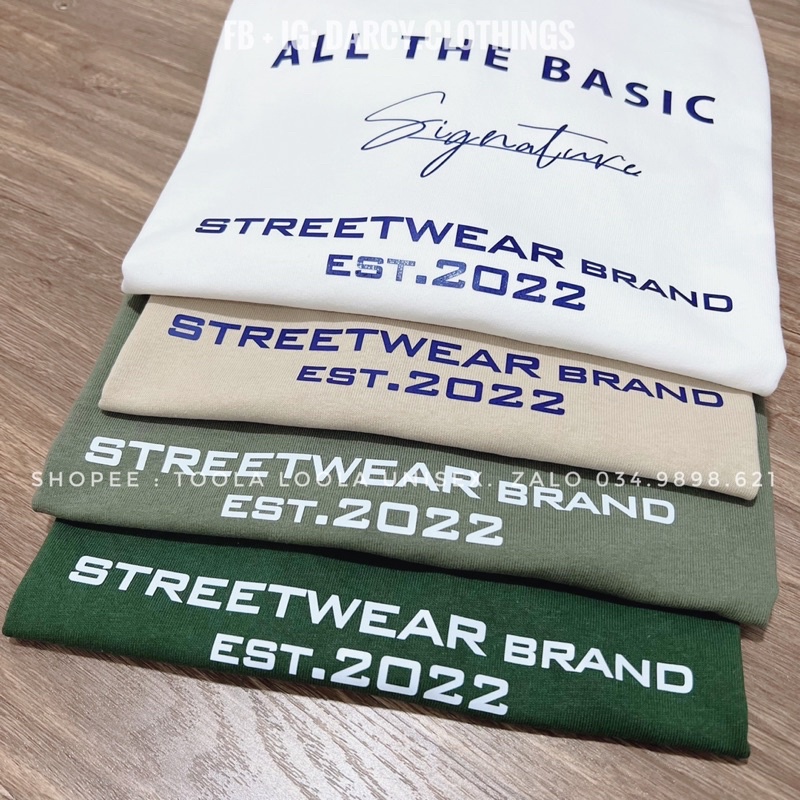 FB + IG: DARCY.CLOTHINGS
ALL THE BASIC
Signature
STREETWEAR BRAND
EST.2022
STREETWEAR BRAND
EST.2022
STREETWEAR BRAND
SHOPEE : TOOLA LOOLA UNISEX. ZALO 034.9898.621
EST.2022
STREETWEAR BRAND
EST.2022